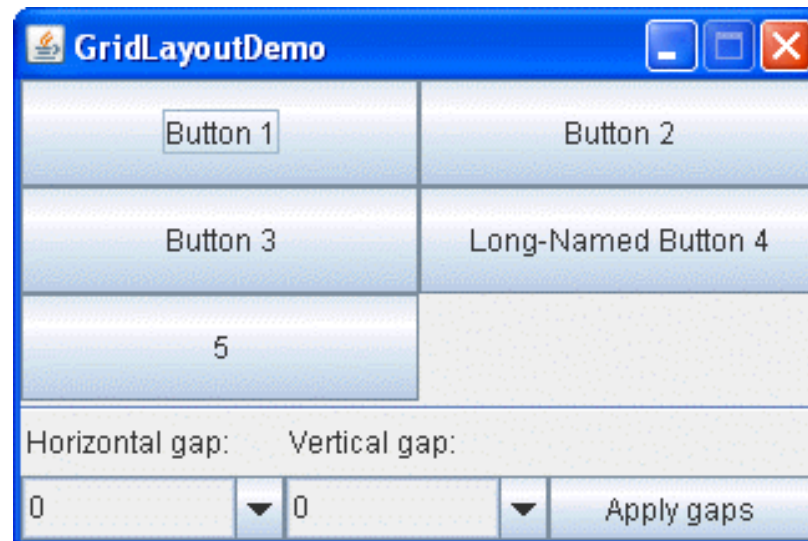 GridLayoutDemo
Button 1
Button 2
Button 3
Long-Named Button 4
5
Horizontal gap:
Vertical gap:
0
0
Apply gaps